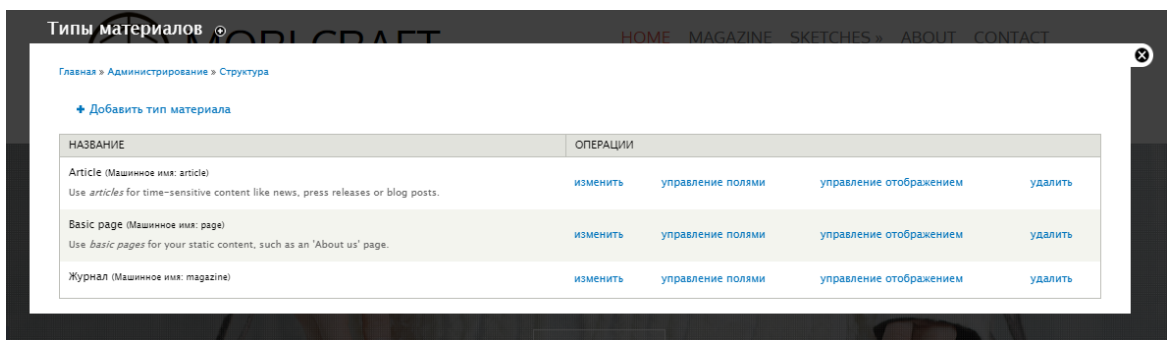 Типы материалов
HOME MAGAZINE SKETCHES » ABOUT CONTACT
Главная » Администрирование » Структура
+ Добавить тип материала
НАЗВАНИЕ ОПЕРАЦИИ
Article (Машинное имя: article)
Use articles for time-sensitive content like news, press releases or blog posts.
изменить управление полями управление отображением удалить
Basic page (Машинное имя: page)
Use basic pages for your static content, such as an 'About us' page.
изменить управление полями управление отображением удалить
Журнал (Машинное имя: magazine) изменить управление полями управление отображением удалить